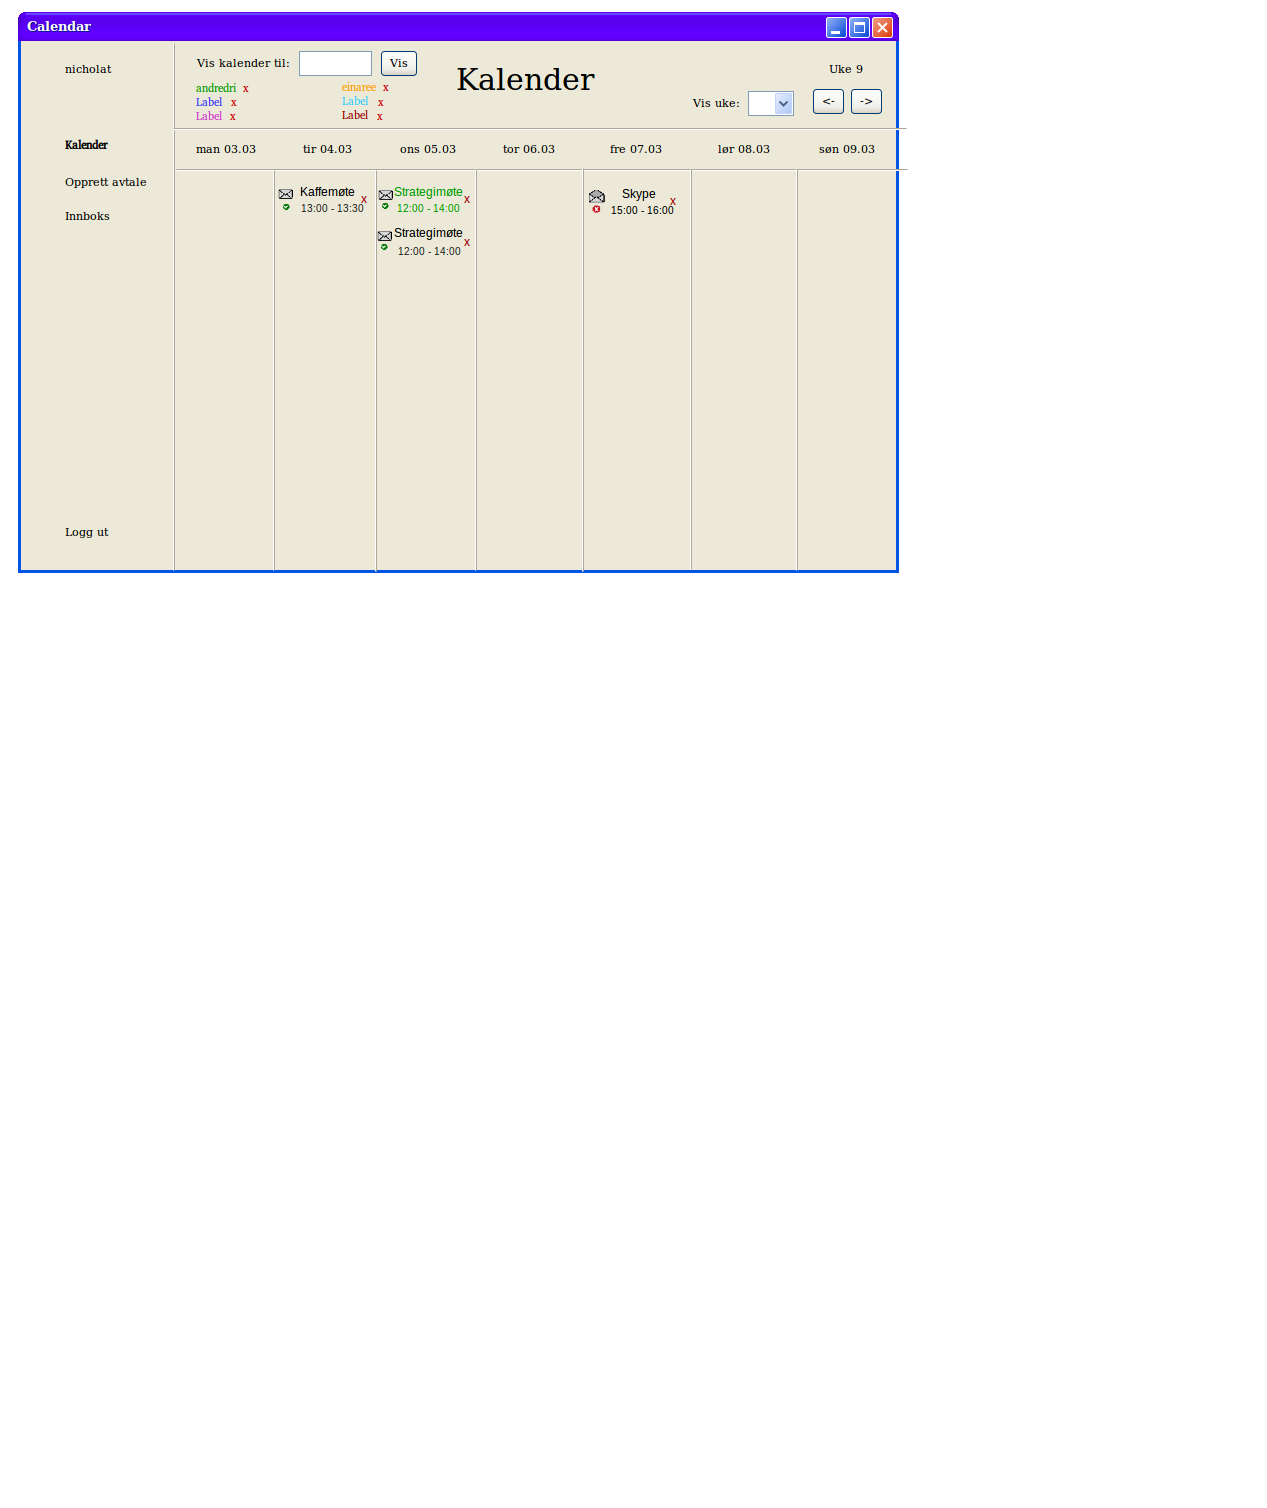 Calendar
nicholat
Vis kalender til:
Vis
andredri x
einaree x
Label x
Label x
Label x
Label x
Kalender
Uke 9
Vis uke:
<-
->
Kalender
Opprett avtale
Innboks
Logg ut
man 03.03
tir 04.03
ons 05.03
tor 06.03
fre 07.03
lør 08.03
søn 09.03
Kaffemøte x
13:00 - 13:30
Strategimøte x
12:00 - 14:00
Strategimøte x
12:00 - 14:00
Skype x
15:00 - 16:00